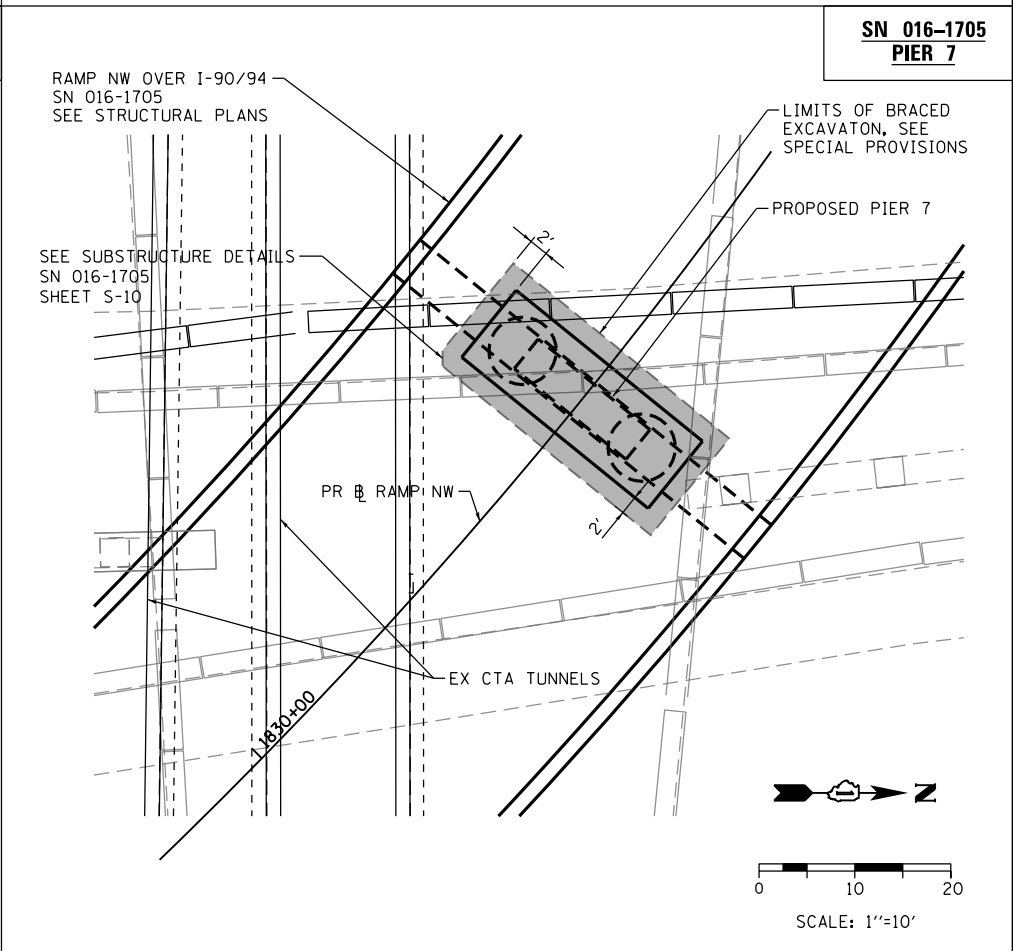 SN 016-1705
PIER 7
RAMP NW OVER I-90/94
SN 016-1705
SEE STRUCTURAL PLANS
LIMITS OF BRACED
EXCAVATON, SEE
SPECIAL PROVISIONS
PROPOSED PIER 7
2'
SEE SUBSTRUCTURE DETAILS
SN 016-1705
SHEET S-10
PR ⅊ RAMP NW
2'
EX CTA TUNNELS
11830+00
N
0 10 20
SCALE: 1''=10'